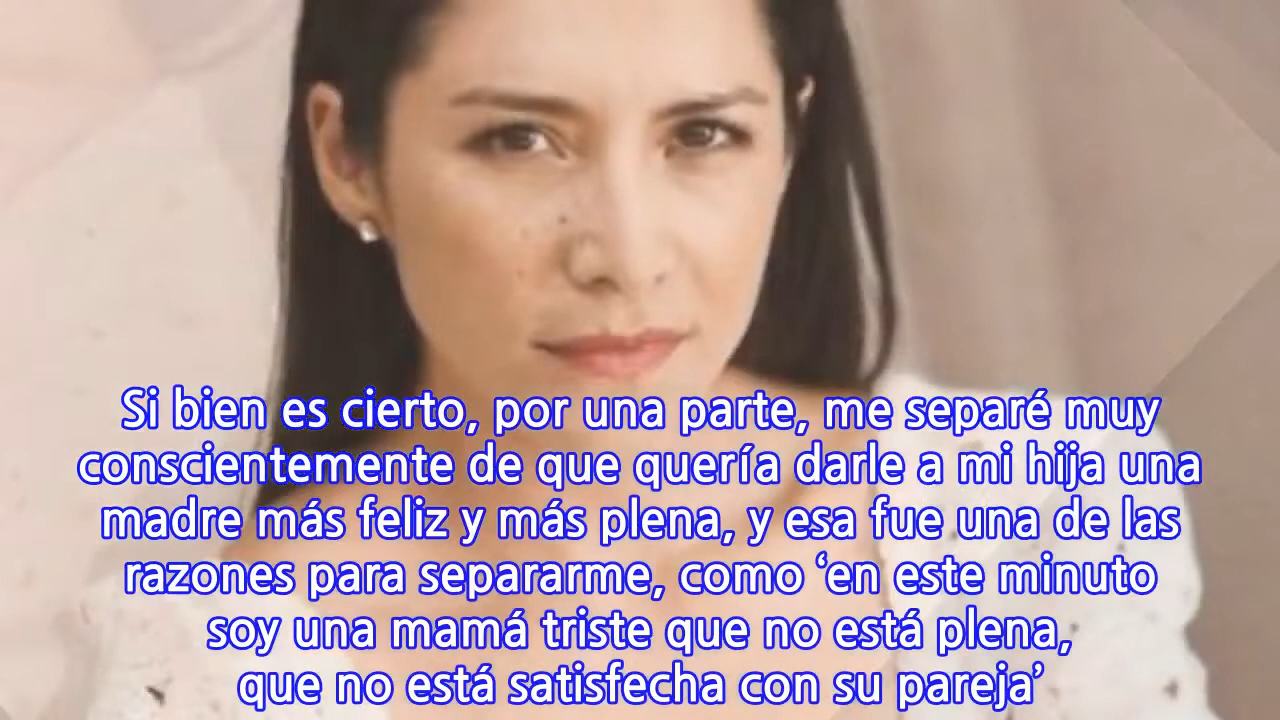 Si bien es cierto, por una parte, me separé muy
conscientemente de que quería darle a mi hija una
madre más feliz y más plena, y esa fue una de las
razones para separarme, como ‘en este minuto
soy una mamá triste que no está plena,
que no está satisfecha con su pareja’